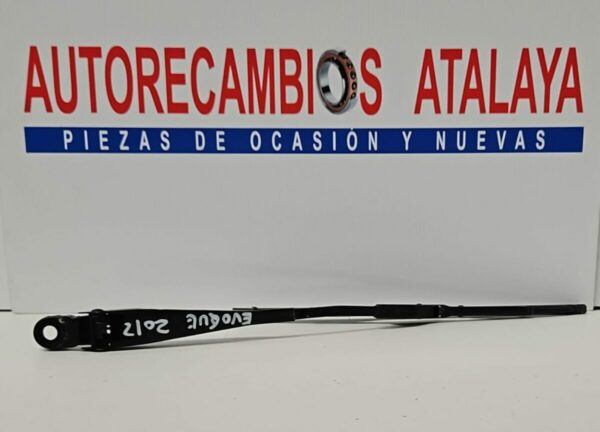 AUTORECAMBIOS ATALAYA
PIEZAS DE OCASIÓN Y NUEVAS
EVOQUE 2012